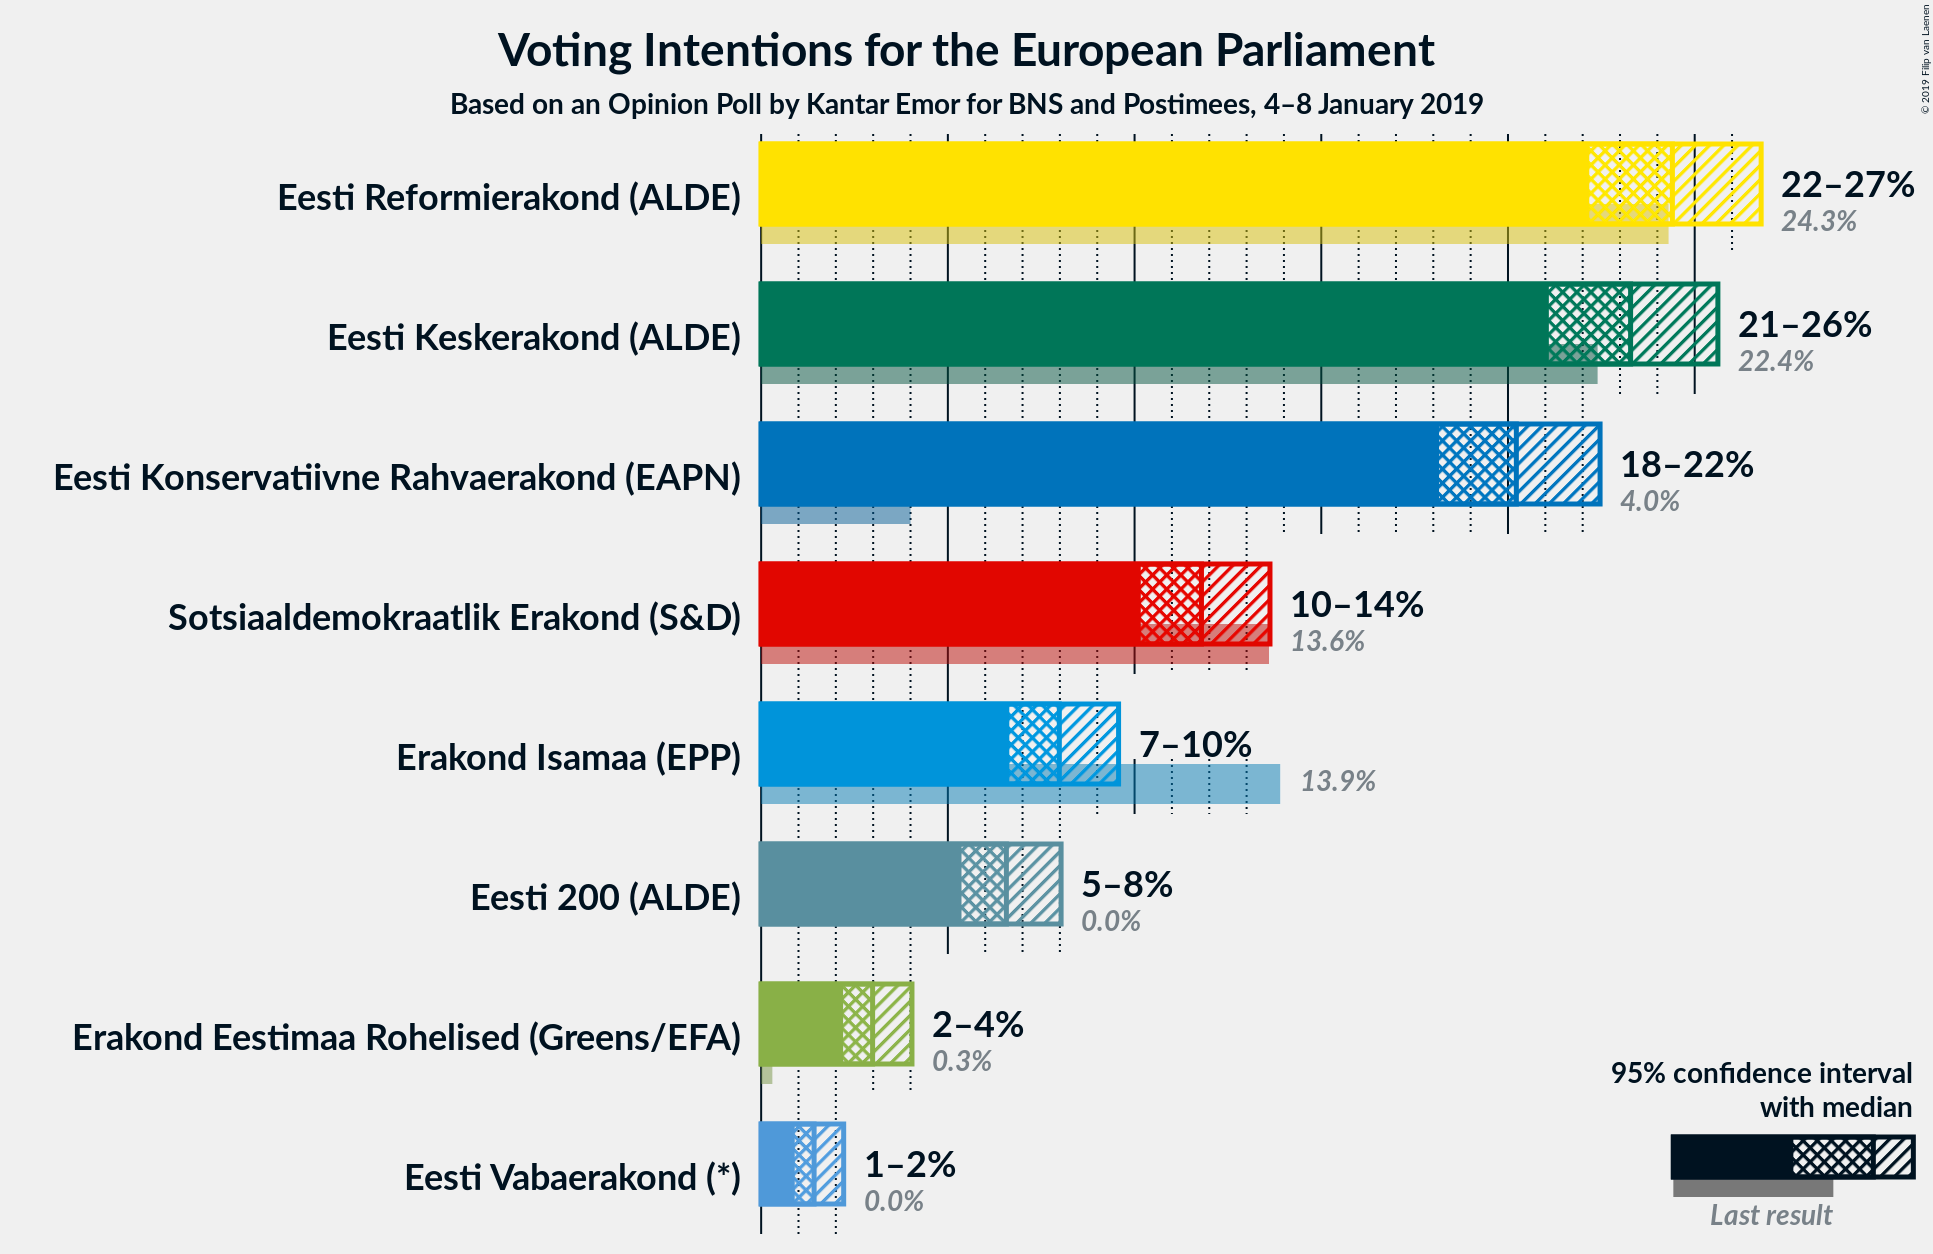 © 2019 Filip van Laenen
Voting Intentions for the European Parliament
Based on an Opinion Poll by Kantar Emor for BNS and Postimees, 4–8 January 2019
Eesti Reformierakond (ALDE)
22–27%
24.3%
Eesti Keskerakond (ALDE)
21–26%
22.4%
Eesti Konservatiivne Rahvaerakond (EAPN)
18–22%
4.0%
Sotsiaaldemokraatlik Erakond (S&D)
10–14%
13.6%
Erakond Isamaa (EPP)
7–10%
13.9%
Eesti 200 (ALDE)
5–8%
0.0%
Erakond Eestimaa Rohelised (Greens/EFA)
2–4%
0.3%
Eesti Vabaerakond (*)
1–2%
0.0%
95% confidence interval
with median
Last result